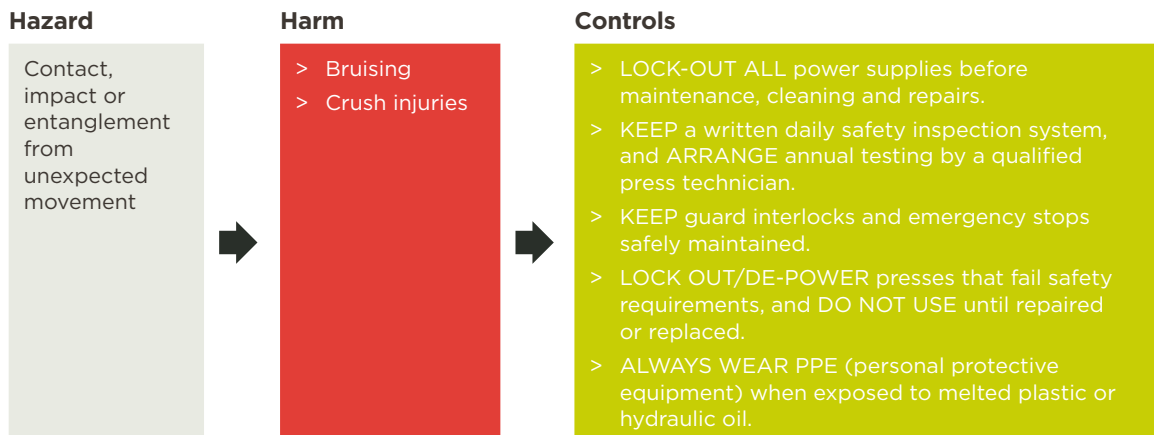 Hazard
Contact,
impact or
entanglement
from
unexpected
movement
Harm
> Bruising
> Crush injuries
Controls
> LOCK-OUT ALL power supplies before
maintenance, cleaning and repairs.
> KEEP a written daily safety inspection system,
and ARRANGE annual testing by a qualified
press technician.
> KEEP guard interlocks and emergency stops
safely maintained.
> LOCK OUT/DE-POWER presses that fail safety
requirements, and DO NOT USE until repaired
or replaced.
> ALWAYS WEAR PPE (personal protective
equipment) when exposed to melted plastic or
hydraulic oil.